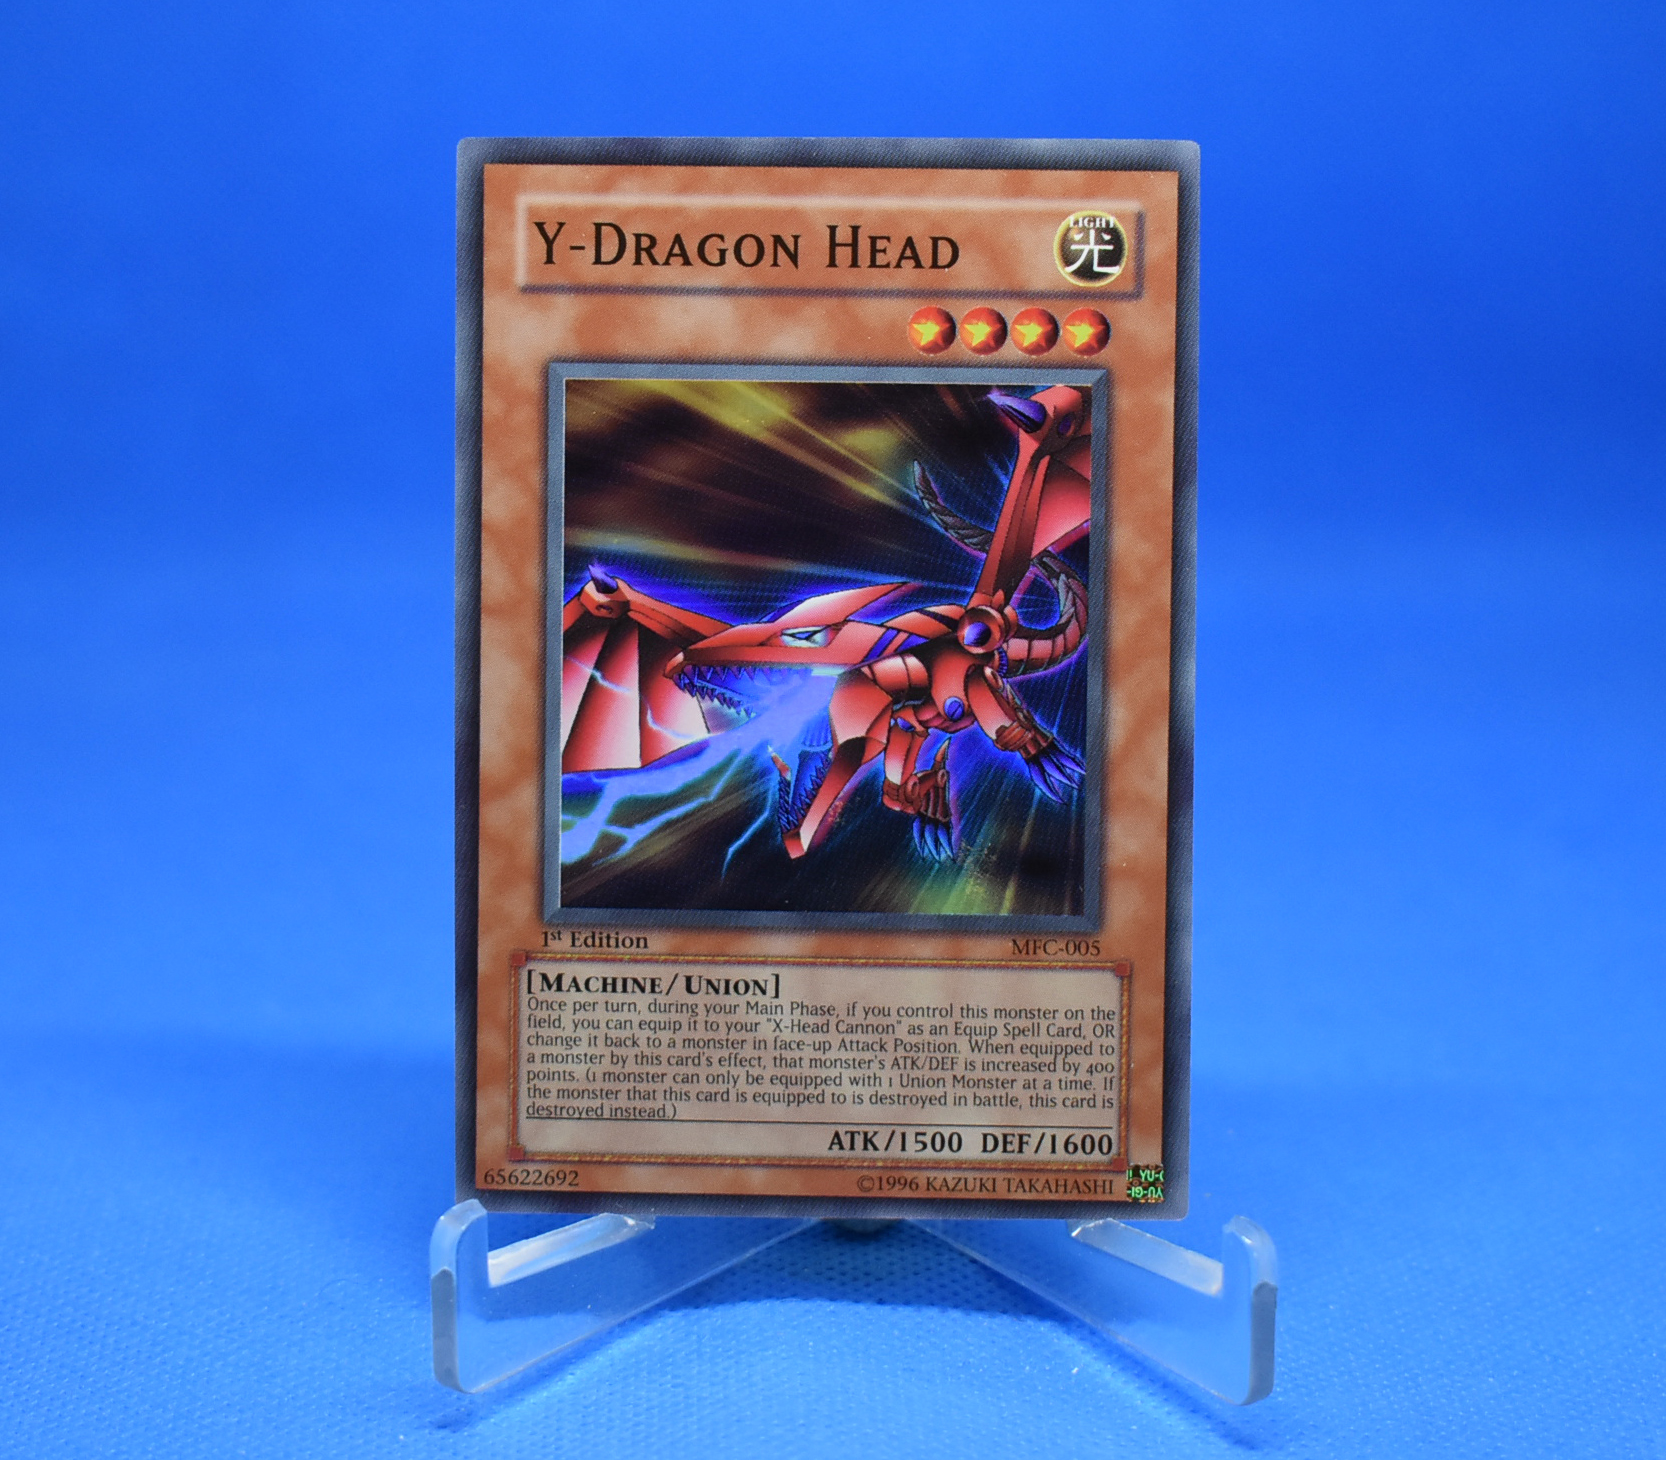 Y-Dragon Head
LIGHT
光
1st Edition
MFC-005
[Machine/Union]
Once per turn, during your Main Phase, if you control this monster on the
field, you can equip it to your "X-Head Cannon" as an Equip Spell Card, OR
change it back to a monster in face-up Attack Position. When equipped to
a monster by this card's effect, that monster's ATK/DEF is increased by 400
points. (1 monster can only be equipped with 1 Union Monster at a time. If
the monster that this card is equipped to is destroyed in battle, this card is
destroyed instead.)
ATK/1500 DEF/1600
65622692
©1996 KAZUKI TAKAHASHI